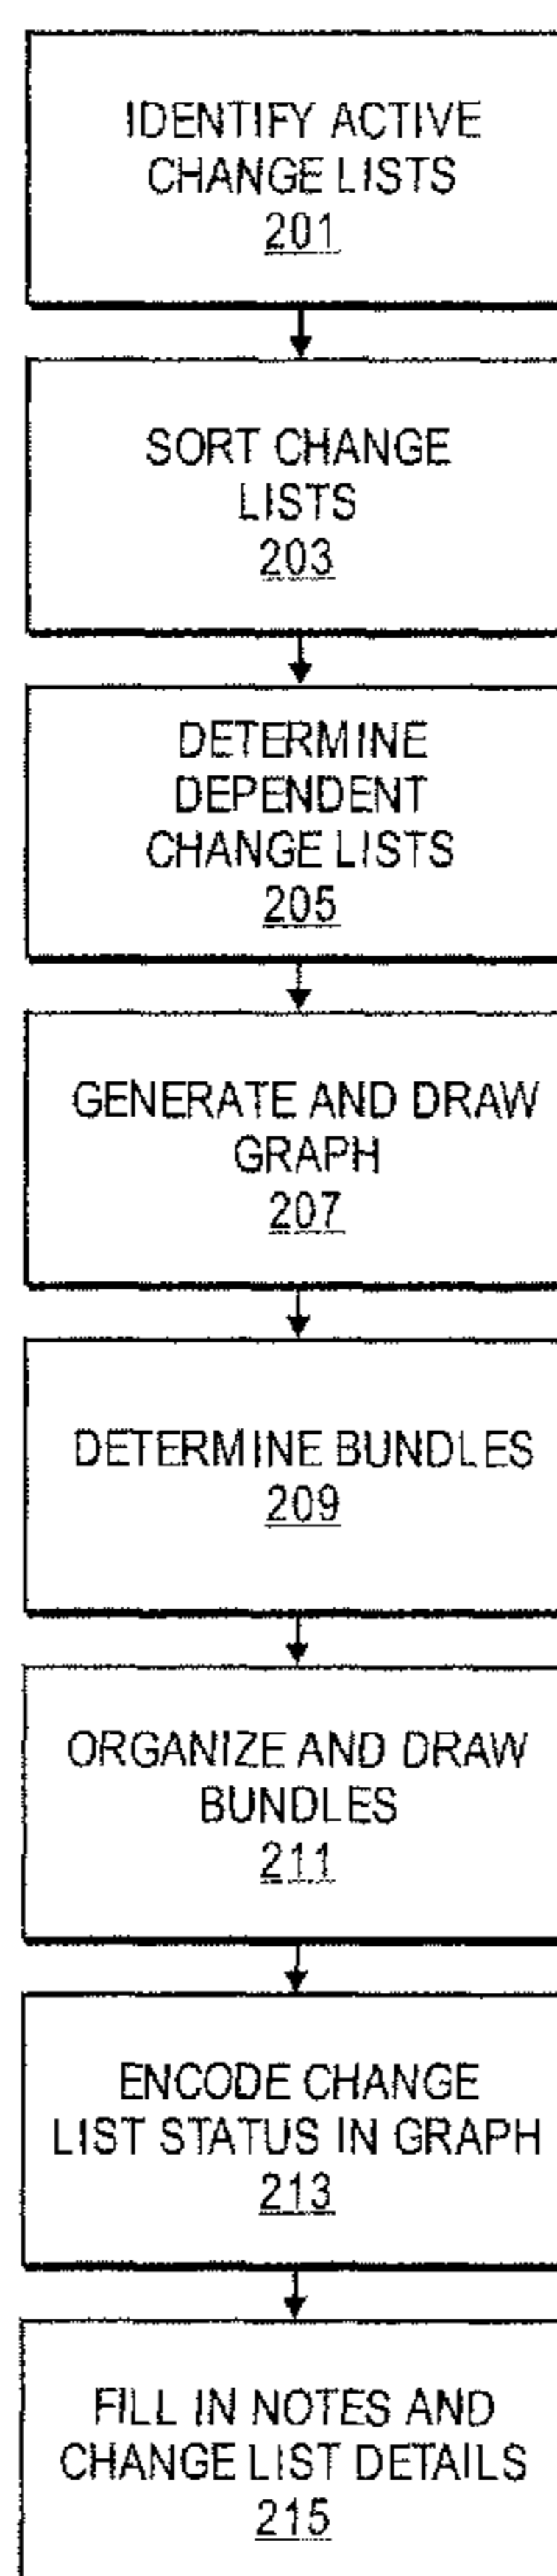 IDENTIFY ACTIVE
CHANGE LISTS
201
SORT CHANGE
LISTS
203
DETERMINE
DEPENDENT
CHANGE LISTS
205
GENERATE AND DRAW
GRAPH
207
DETERMINE BUNDLES
209
ORGANIZE AND DRAW
BUNDLES
211
ENCODE CHANGE
LIST STATUS IN GRAPH
213
FILL IN NOTES AND
CHANGE LIST DETAILS
215